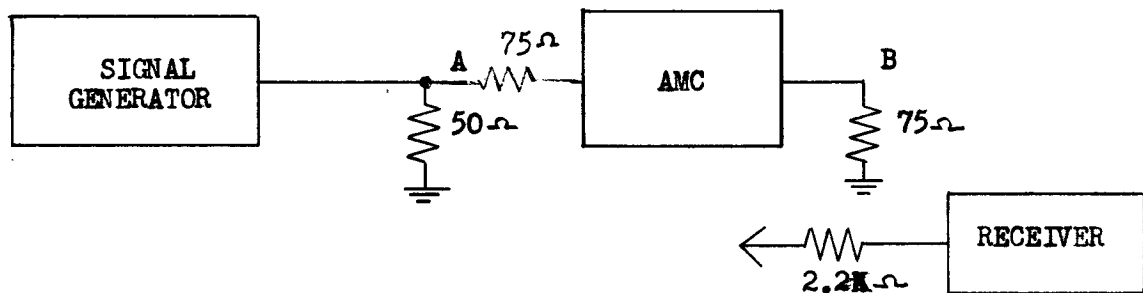 SIGNAL
GENERATOR
A
75Ω
50Ω
AMC
B
75Ω
2.2KΩ
RECEIVER